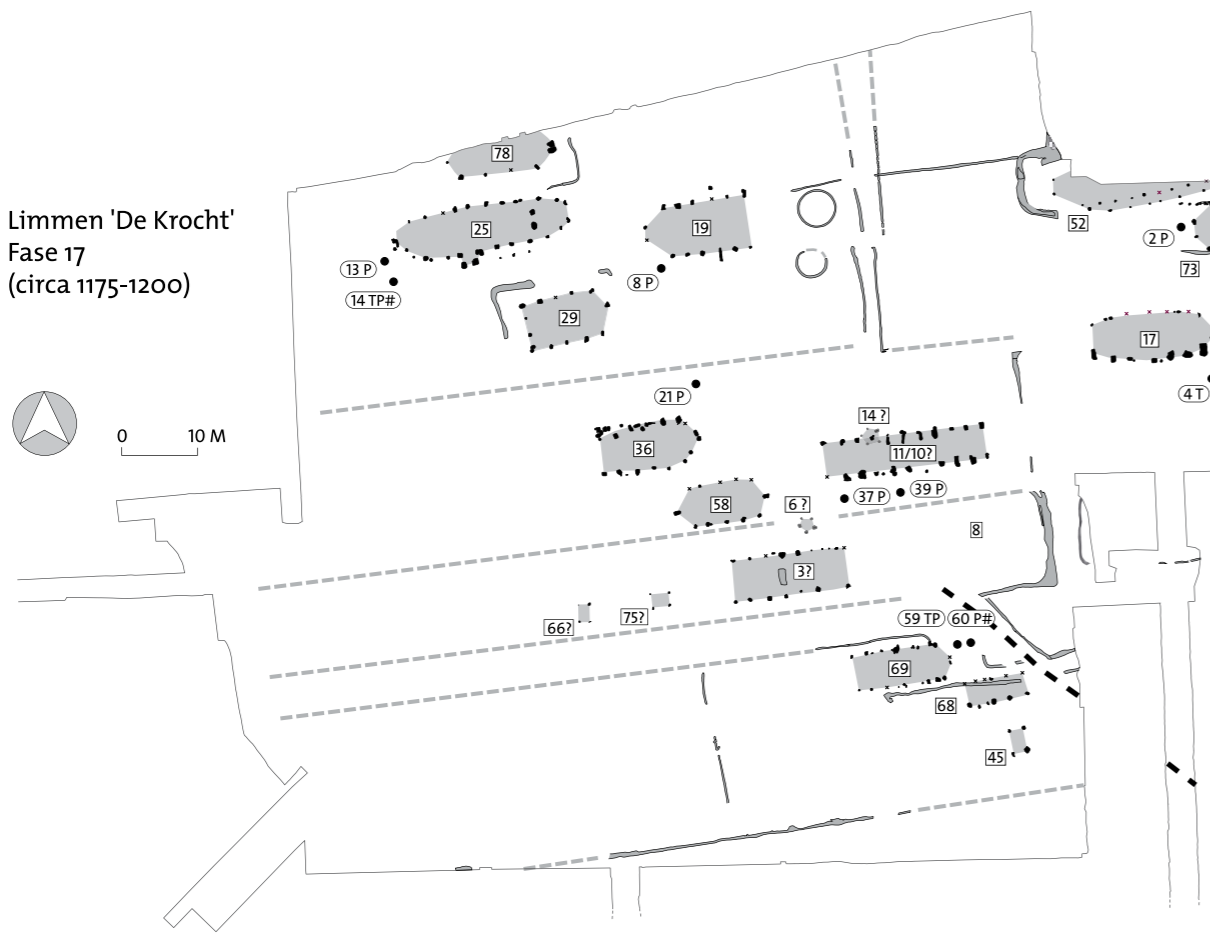 Limmen 'De Krocht'
Fase 17
(circa 1175-1200)
0 10 M
78
25
19
52
2 P
73
13 P
14 TP#
8 P
29
17
21 P
4 T
14 ?
36
11/10?
58
37 P
39 P
6 ?
8
3?
66?
75?
59 TP
60 P#
69
68
45